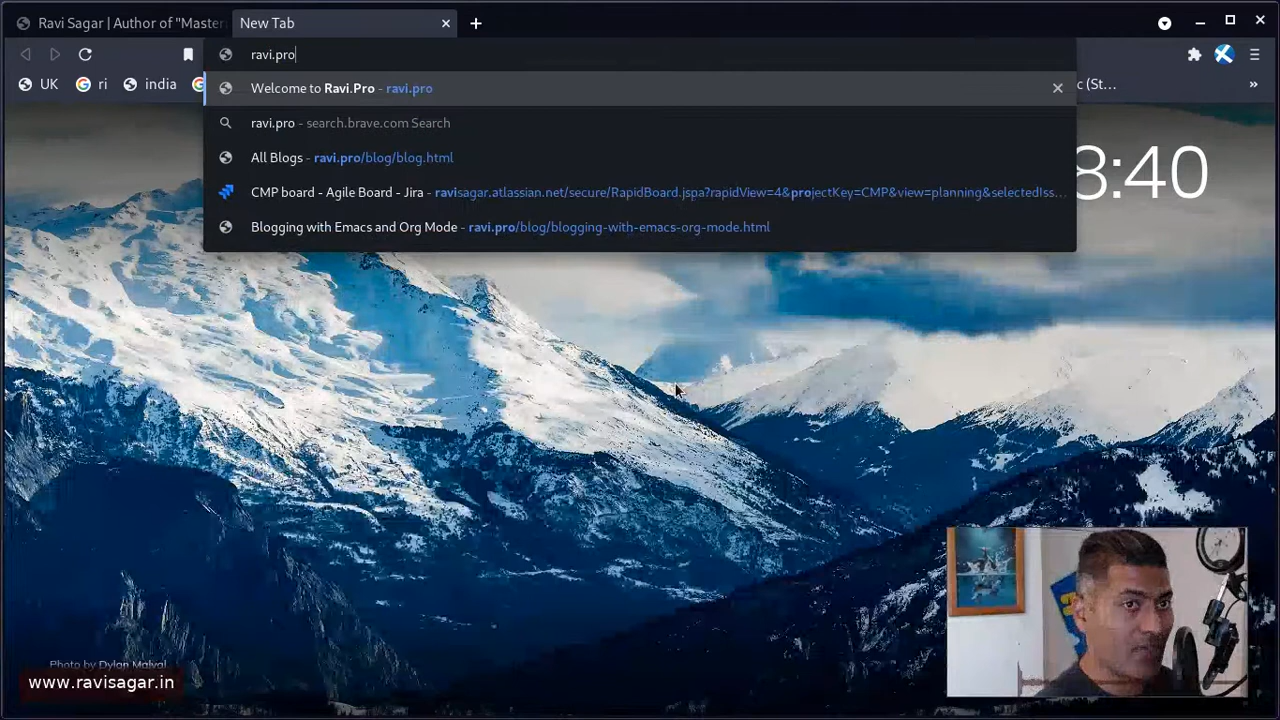 Ravi Sagar | Author of "Master
New Tab
ravi.pro
UK
ri
india
c (St…
Welcome to Ravi.Pro - ravi.pro
ravi.pro - search.brave.com Search
All Blogs - ravi.pro/blog/blog.html
CMP board - Agile Board - Jira - ravisagar.atlassian.net/secure/RapidBoard.jspa?rapidView=4&projectKey=CMP&view=planning&selectedIss…
Blogging with Emacs and Org Mode - ravi.pro/blog/blogging-with-emacs-org-mode.html
8:40
Photo by Dylan Malval
www.ravisagar.in